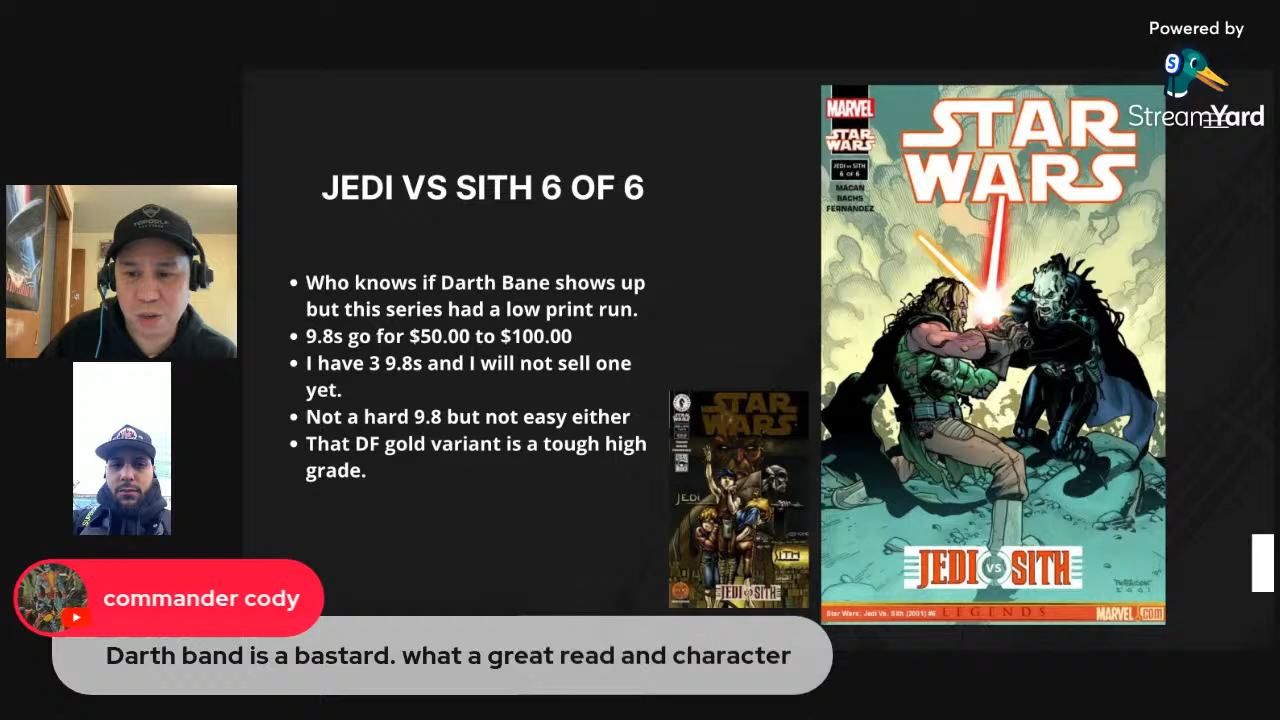 Powered by
StreamYard
JEDI VS SITH 6 OF 6
• Who knows if Darth Bane shows up
but this series had a low print run.
• 9.8s go for $50.00 to $100.00
• I have 3 9.8s and I will not sell one
yet.
• Not a hard 9.8 but not easy either
• That DF gold variant is a tough high
grade.
MARVEL
STAR
WARS
JEDI vs SITH
6 OF 6
MACAN
BACHS
FERNANDEZ
STAR
WARS
JEDI VS SITH
Star Wars: Jedi Vs. Sith (2001) #6
LEGENDS
MARVEL.com
STAR
WARS
JEDI
SITH
JEDI VS SITH
commander cody
Darth band is a bastard. what a great read and character